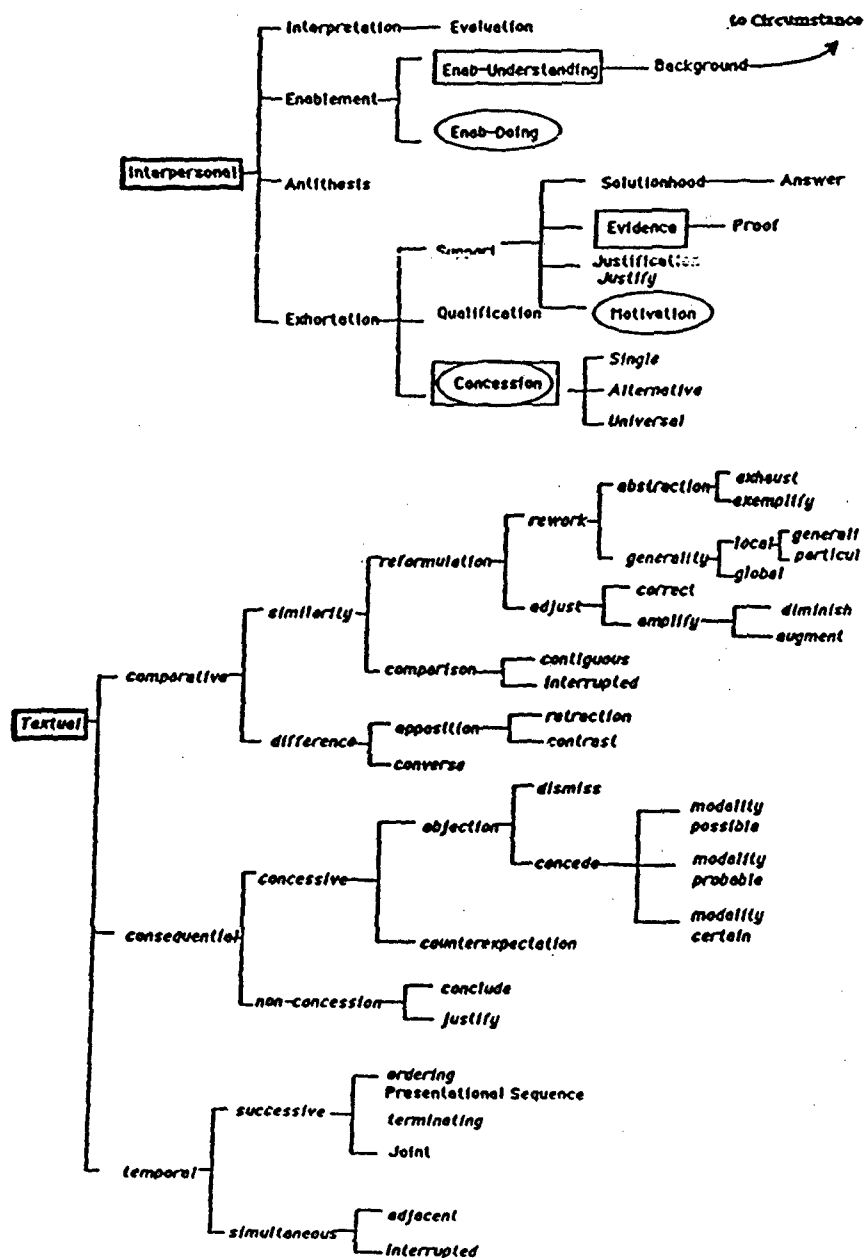 to Circumstance
Interpretation Evaluation
Enab-Understanding Background
Enablement
Enab-Doing
Interpersonal
Antithesis
Solutionhood Answer
Evidence Proof
Support
Justification
Justify
Exhortation
Qualification
Motivation
Concession
Single
Alternative
Universal
abstraction
exhaust
exemplify
rework
generality
local
generali
particul
global
reformulation
correct
adjust
amplify
diminish
augment
similarity
comparison
contiguous
interrupted
comparative
difference
apposition
retraction
contrast
converse
Textual
dismiss
objection
concede
modality
possible
modality
probable
modality
certain
concessive
counterexpectation
consequential
non-concession
conclude
justify
ordering
Presentational Sequence
successive
terminating
Joint
temporal
simultaneous
adjacent
interrupted